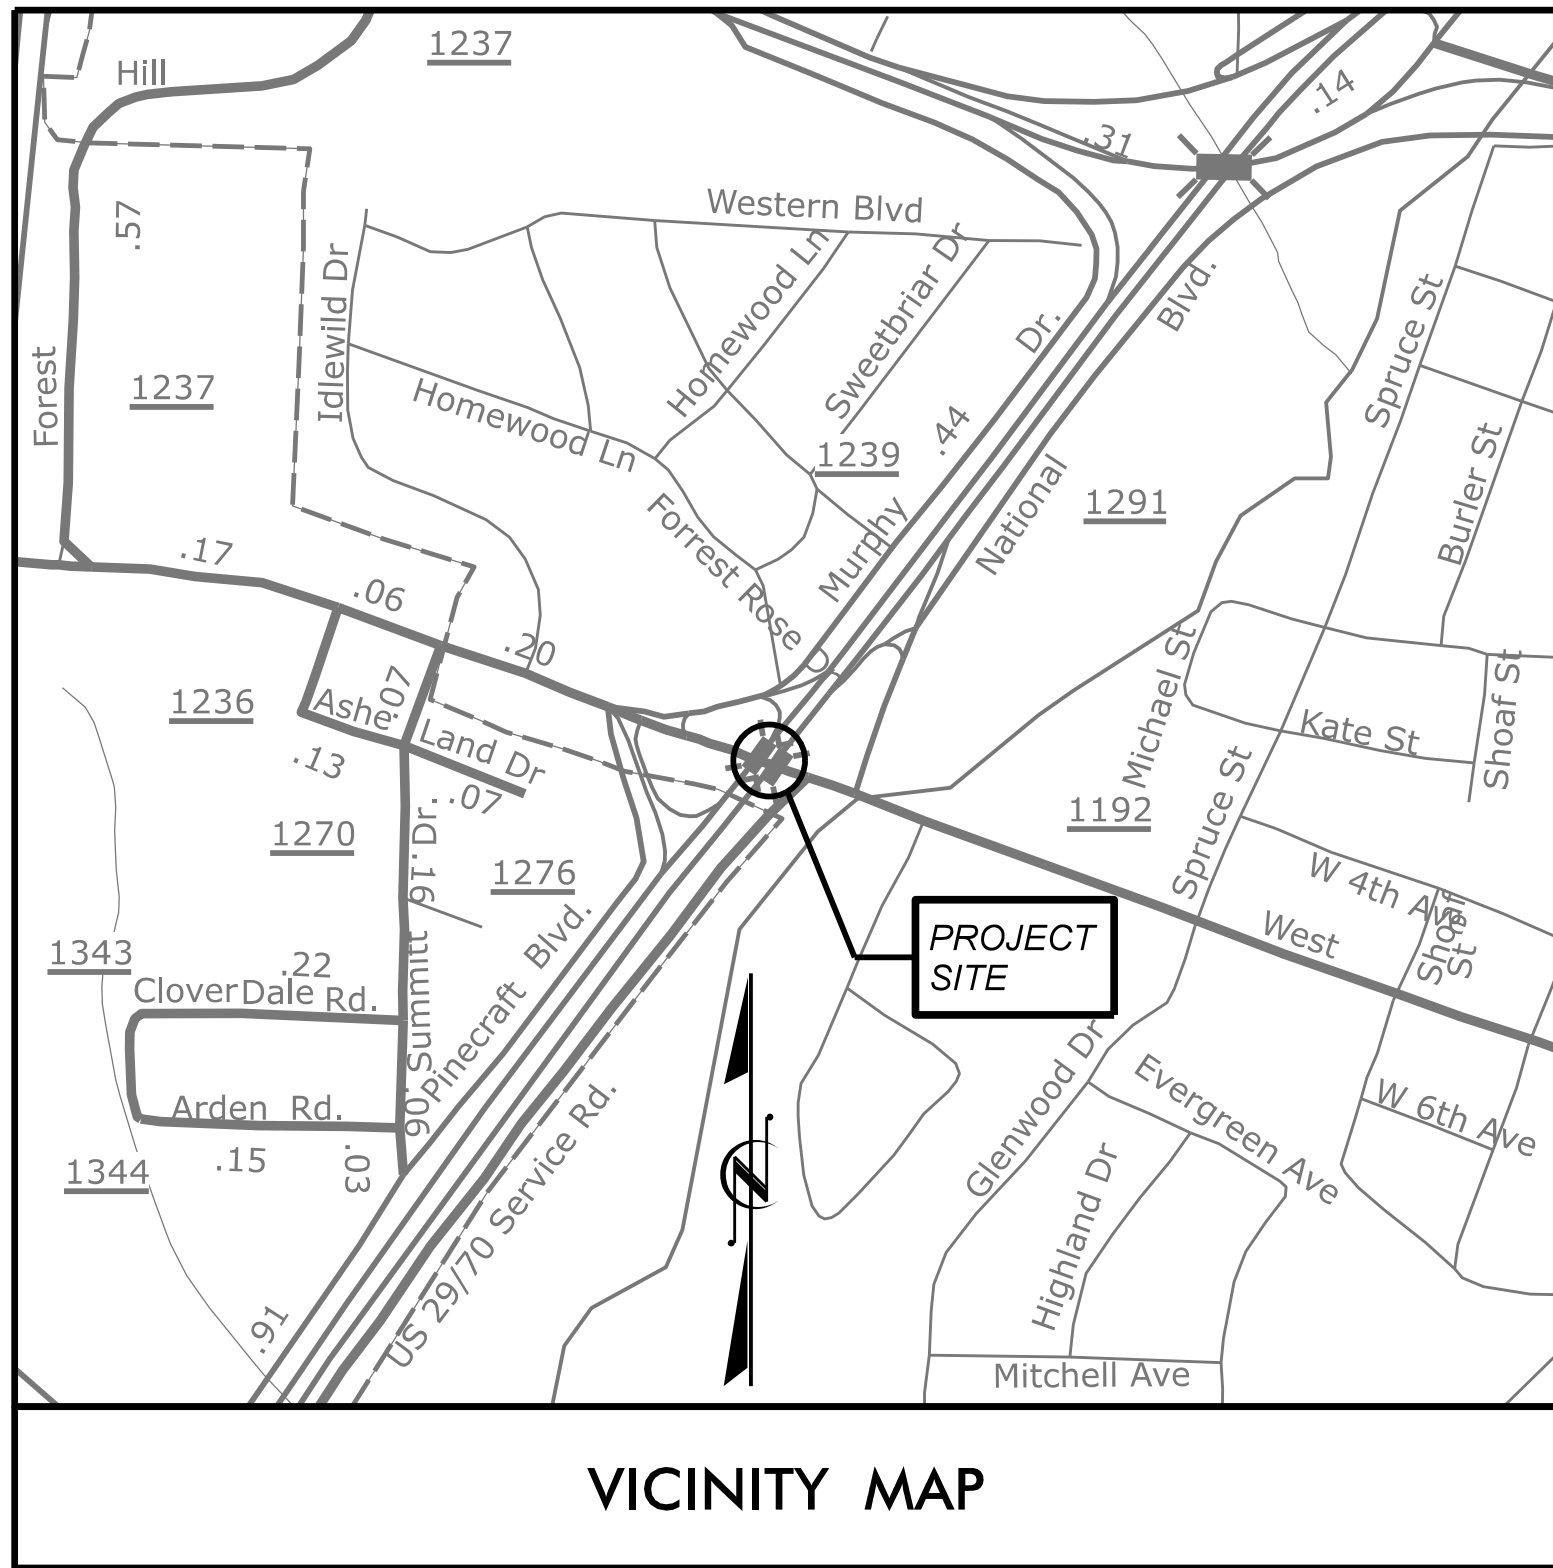 1237
Hill
.14
.31
.57
Western Blvd
Idlewild Dr
Homewood Ln
Sweetbriar Dr
Blvd.
Dr.
Spruce St
Forest
1237
Homewood Ln
.44
1239
Burler St
1291
National
Murphy
Forrest Rose D
.17
.06
.20
Michael St
Shoaf St
Kate St
1236
Ashe
.07
Land Dr
.13
.07
1192
Spruce St
1270
Dr.
.16
1276
W 4th Ave
Shoaf
St
West
PROJECT
SITE
1343
.22
CloverDale Rd.
Summitt
Blvd.
Pinecraft
Glenwood Dr
Evergreen Ave
W 6th Ave
Arden Rd.
.06
.15
.03
1344
US 29/70 Service Rd.
Highland Dr
.91
Mitchell Ave
N
VICINITY MAP